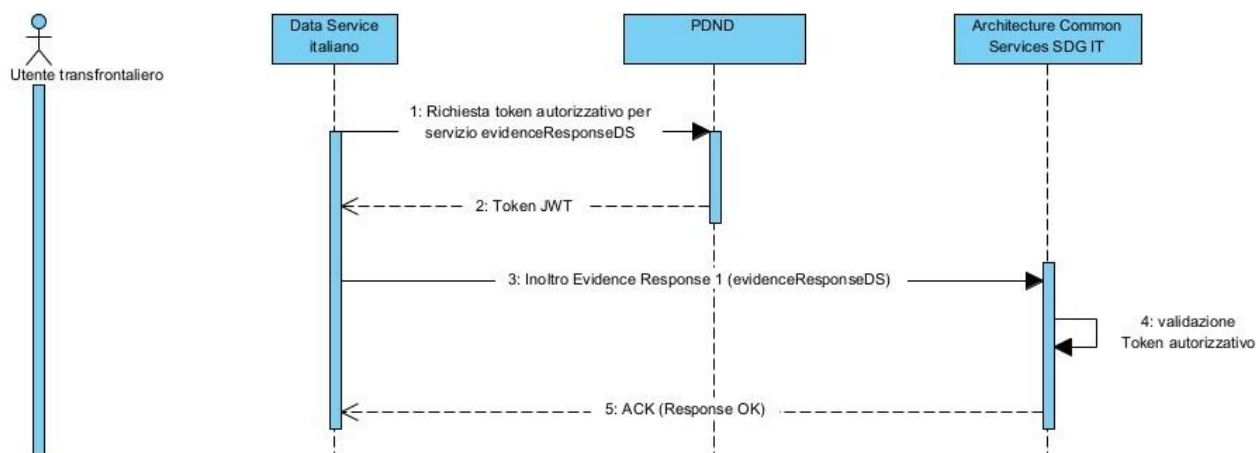 Utente transfrontaliero
Data Service
italiano
PDND
Architecture Common
Services SDG IT
1: Richiesta token autorizzativo per
servizio evidenceResponseDS
2: Token JWT
3: Inoltro Evidence Response 1 (evidenceResponseDS)
4: validazione
Token autorizzativo
5: ACK (Response OK)